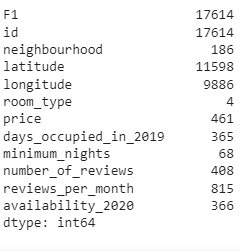 F1 17614
id 17614
neighbourhood 186
latitude 11598
longitude 9886
room_type 4
price 461
days_occupied_in_2019 365
minimum_nights 68
number_of_reviews 408
reviews_per_month 815
availability_2020 366
dtype: int64